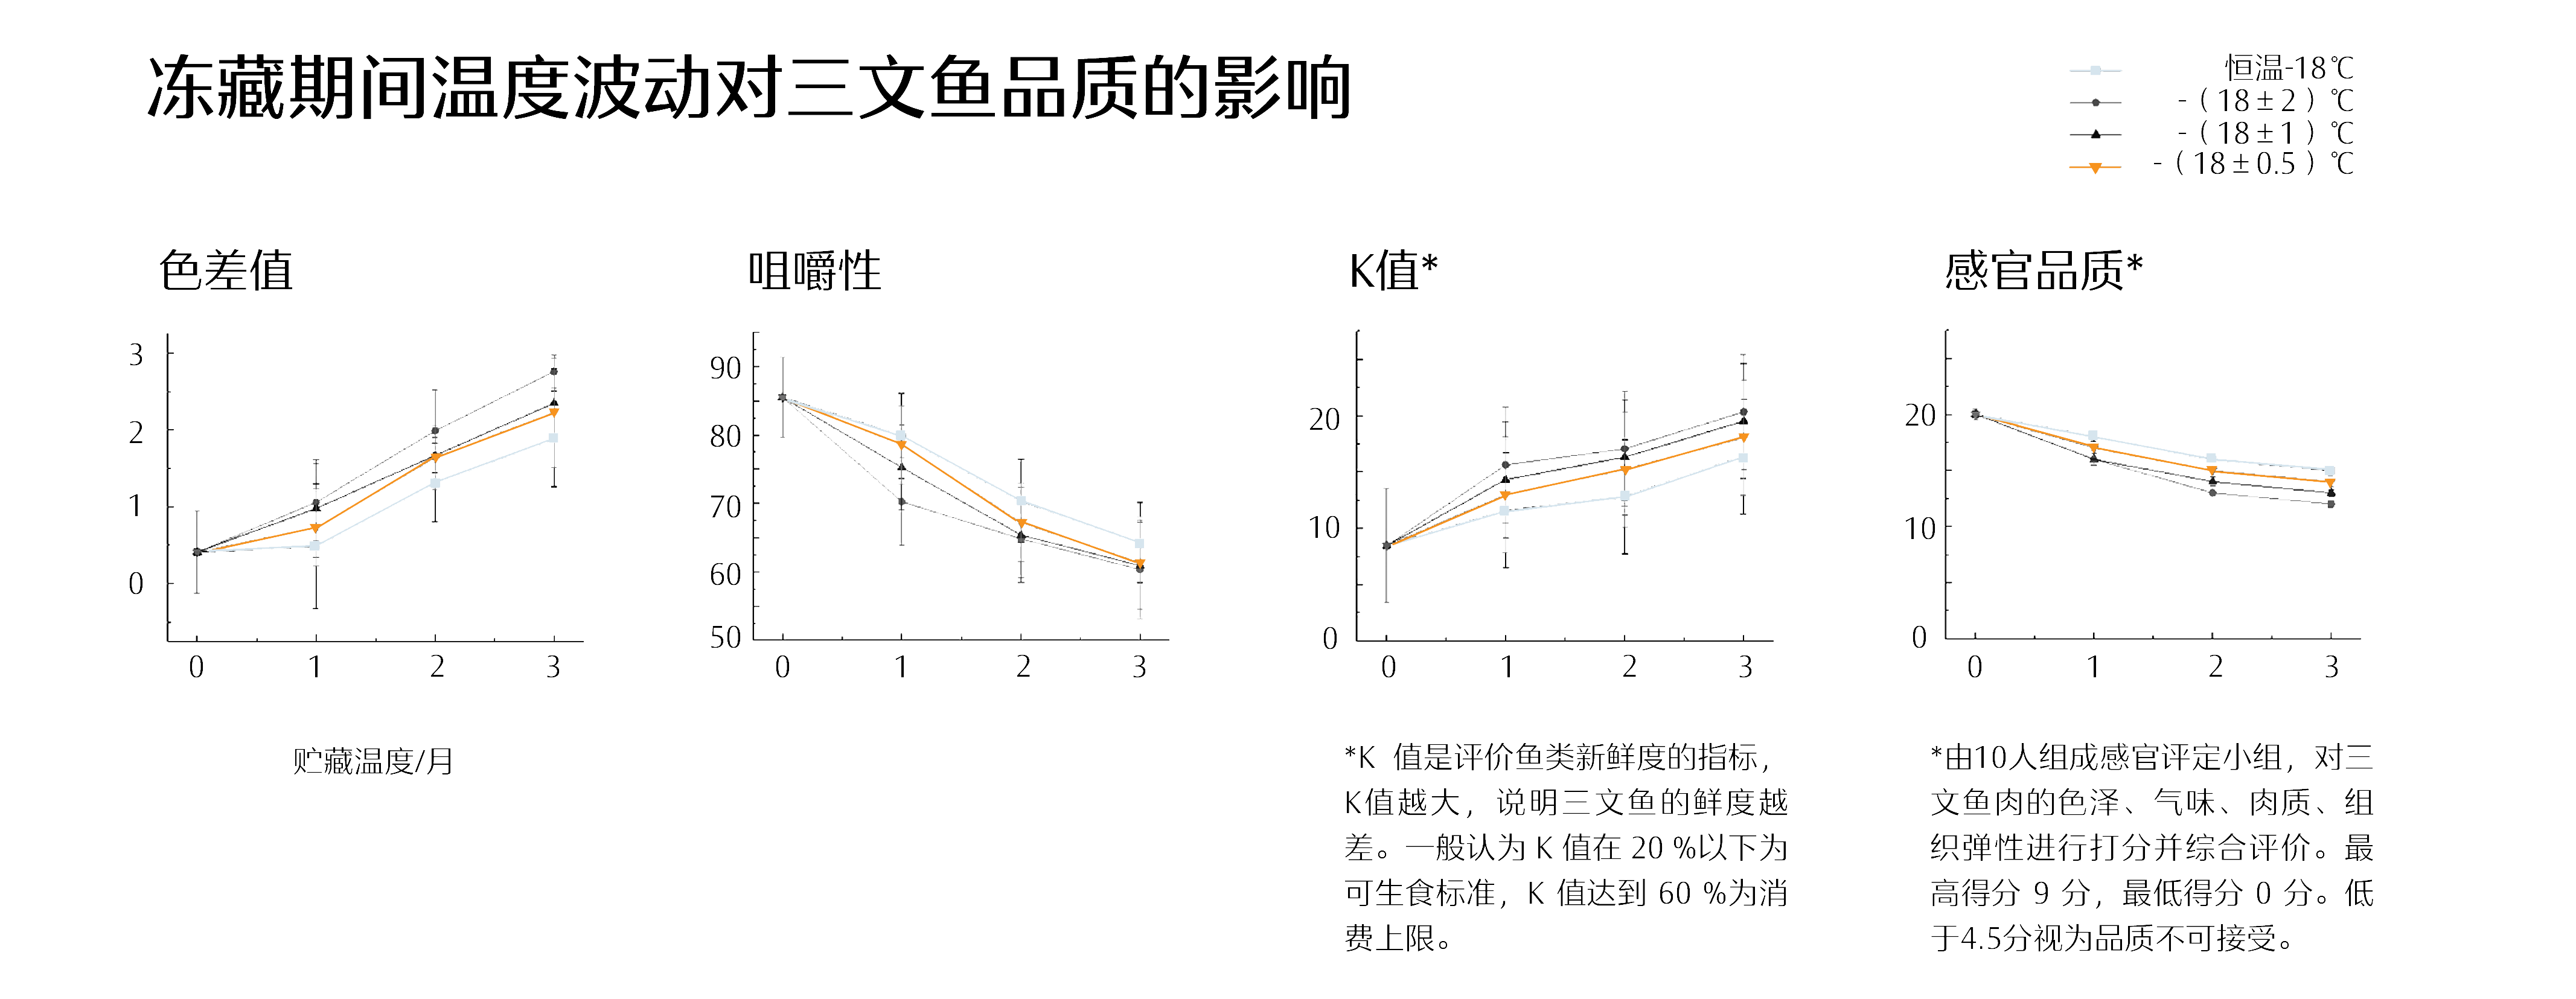 冻藏期间温度波动对三文鱼品质的影响
恒温-18℃
-（18±2）℃
-（18±1）℃
-（18±0.5）℃
色差值
咀嚼性
K值*
感官品质*
3
2
1
0
0 1 2 3
90
80
70
60
50
0 1 2 3
20
10
0
0 1 2 3
20
10
0
0 1 2 3
贮藏温度/月
*K 值是评价鱼类新鲜度的指标，
K值越大，说明三文鱼的鲜度越
差。一般认为 K 值在 20 %以下为
可生食标准，K 值达到 60 %为消
费上限。
*由10人组成感官评定小组，对三
文鱼肉的色泽、气味、肉质、组
织弹性进行打分并综合评价。最
高得分 9 分，最低得分 0 分。低
于4.5分视为品质不可接受。